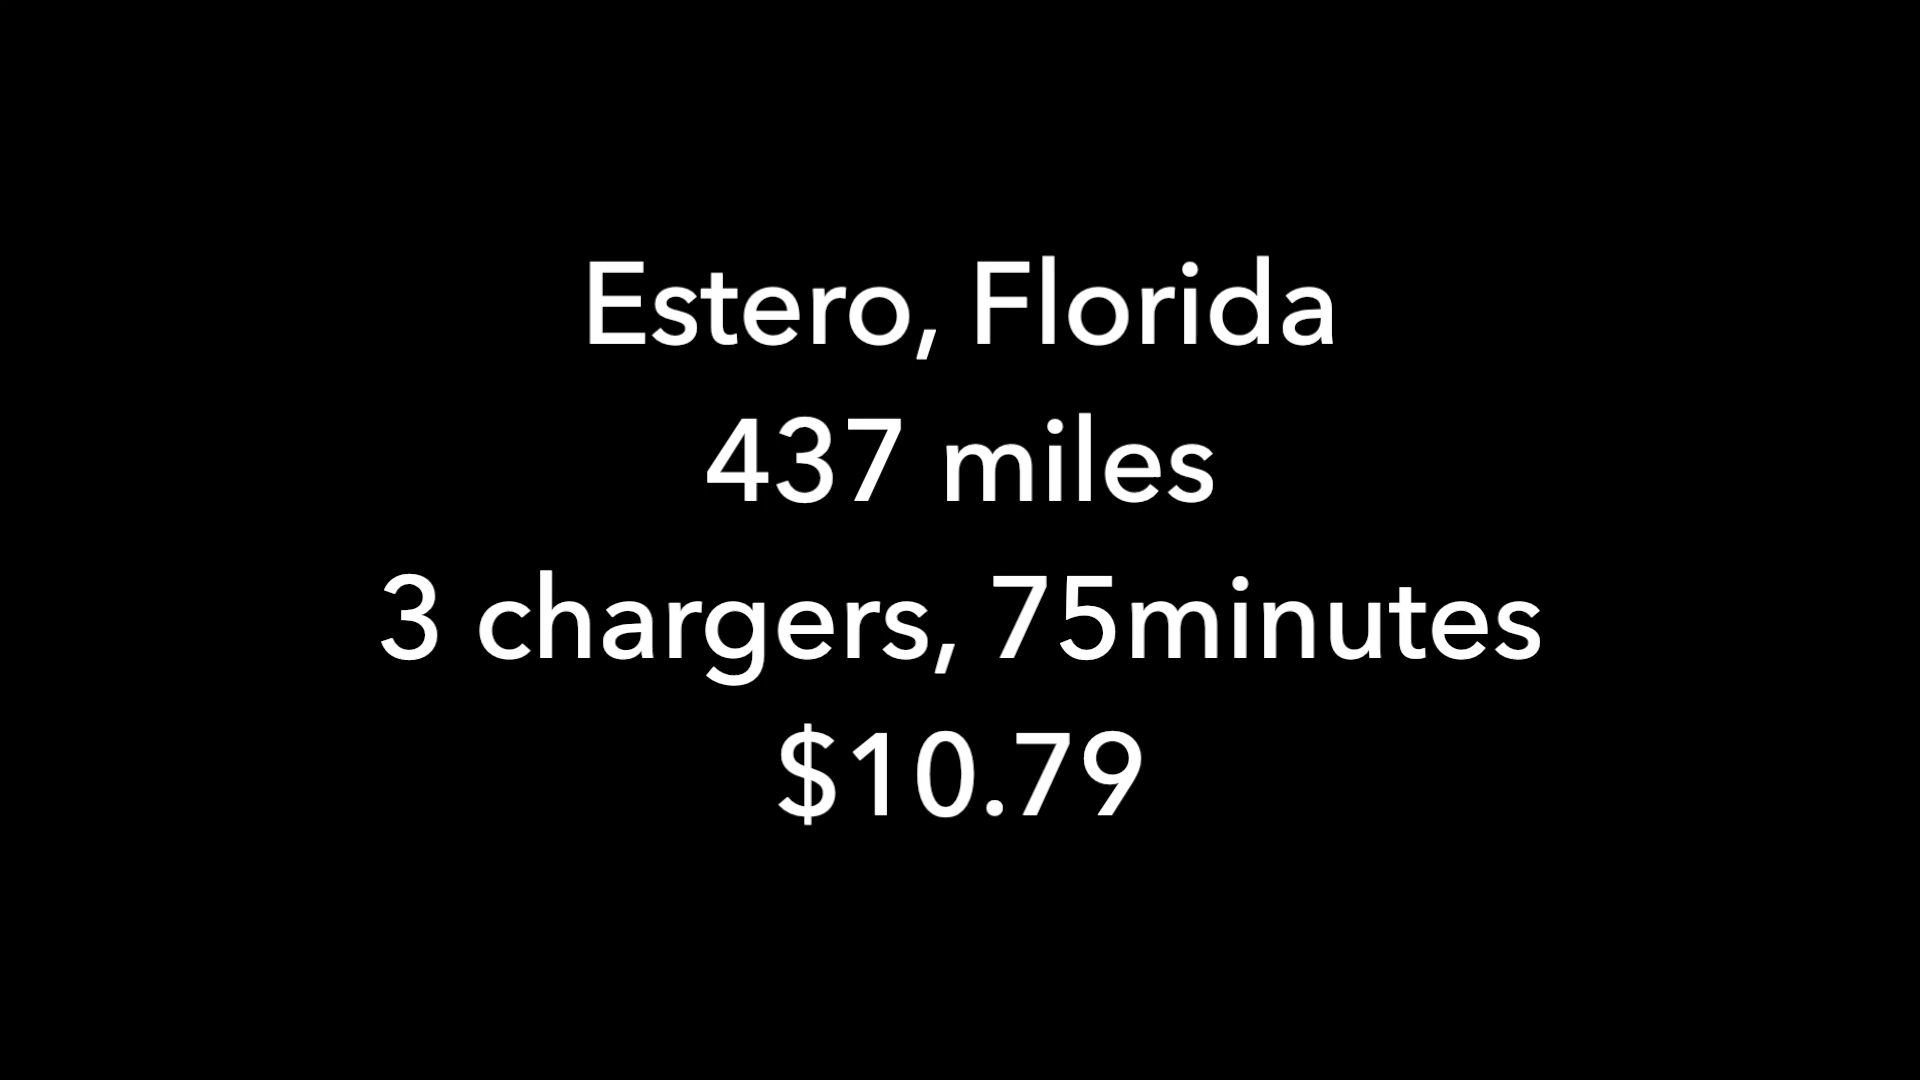 Estero, Florida
437 miles
3 chargers, 75minutes
$10.79